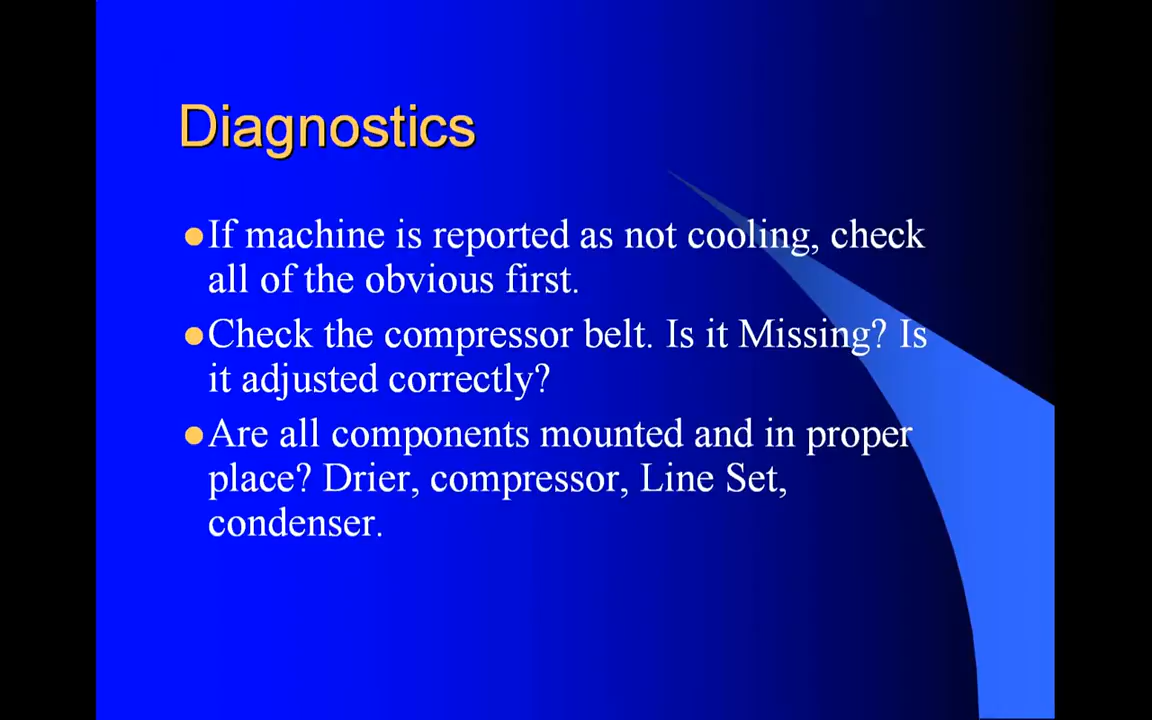 Diagnostics
●If machine is reported as not cooling, check
all of the obvious first.
●Check the compressor belt. Is it Missing? Is
it adjusted correctly?
●Are all components mounted and in proper
place? Drier, compressor, Line Set,
condenser.